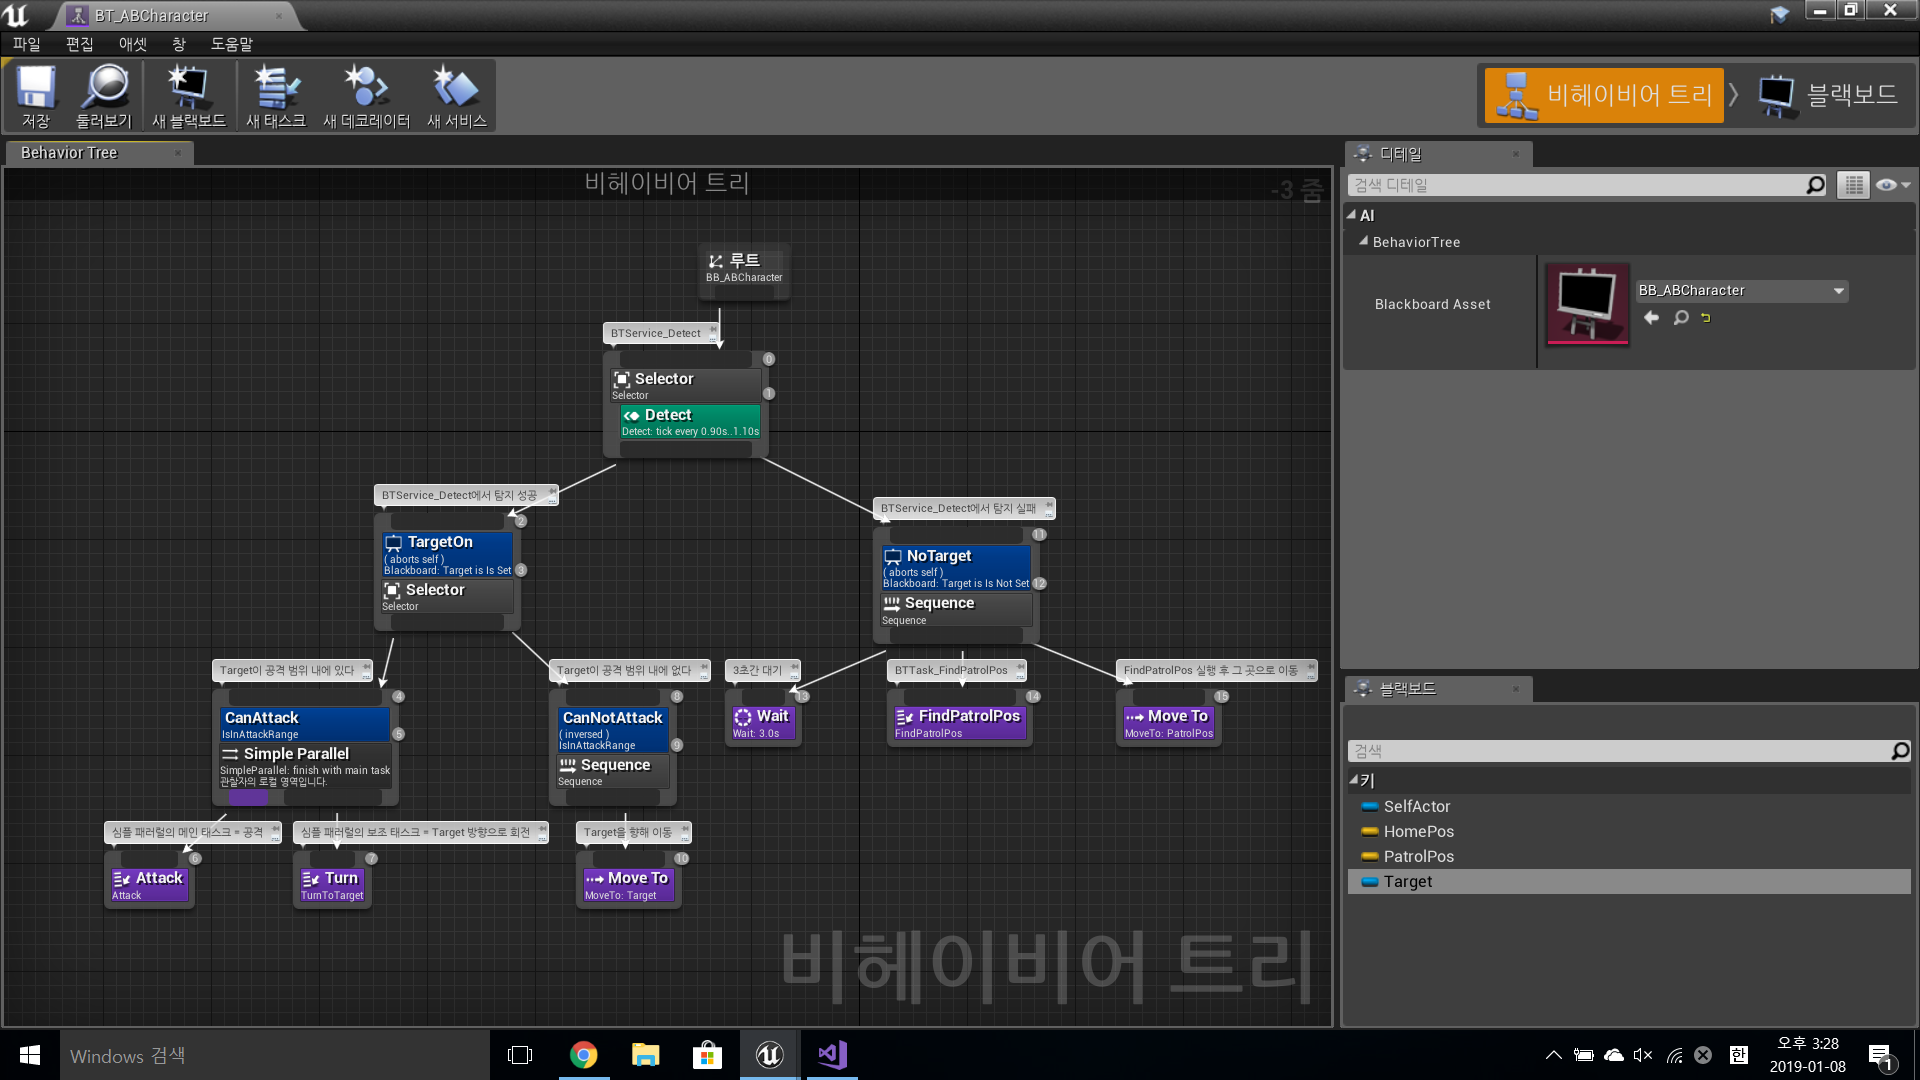 BT_ABCharacter
파일 편집 애셋 창 도움말
저장 둘러보기 새 블랙보드 새 태스크 새 데코레이터 새 서비스
비헤이비어 트리 블랙보드
Behavior Tree
비헤이비어 트리
-3 줌
루트
BB_ABCharacter
BTService_Detect
0
Selector
Selector
1
Detect
Detect: tick every 0.90s..1.10s
BTService_Detect에서 탐지 성공
2
TargetOn
( aborts self )
Blackboard: Target is Is Set
3
Selector
Selector
BTService_Detect에서 탐지 실패
11
NoTarget
( aborts self )
Blackboard: Target is Is Not Set
12
Sequence
Sequence
Target이 공격 범위 내에 있다
4
CanAttack
IsInAttackRange
5
Simple Parallel
SimpleParallel: finish with main task
관찰자의 로컬 영역입니다.
Target이 공격 범위 내에 없다
8
CanNotAttack
( inversed )
IsInAttackRange
9
Sequence
Sequence
3초간 대기
13
Wait
Wait: 3.0s
BTTask_FindPatrolPos
14
FindPatrolPos
FindPatrolPos
FindPatrolPos 실행 후 그 곳으로 이동
15
Move To
MoveTo: PatrolPos
심플 패러럴의 메인 태스크 = 공격
6
Attack
Attack
심플 패러럴의 보조 태스크 = Target 방향으로 회전
7
Turn
TurnToTarget
Target을 향해 이동
10
Move To
MoveTo: Target
비헤이비어 트리
디테일
검색 디테일
AI
BehaviorTree
Blackboard Asset
BB_ABCharacter
블랙보드
검색
키
SelfActor
HomePos
PatrolPos
Target
Windows 검색
한
오후 3:28
2019-01-08
1